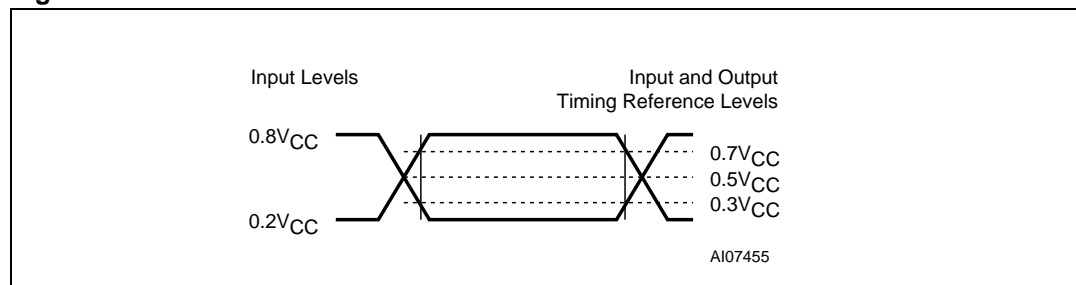 Input Levels
Input and Output
Timing Reference Levels
0.8VCC
0.7VCC
0.5VCC
0.3VCC
0.2VCC
AI07455